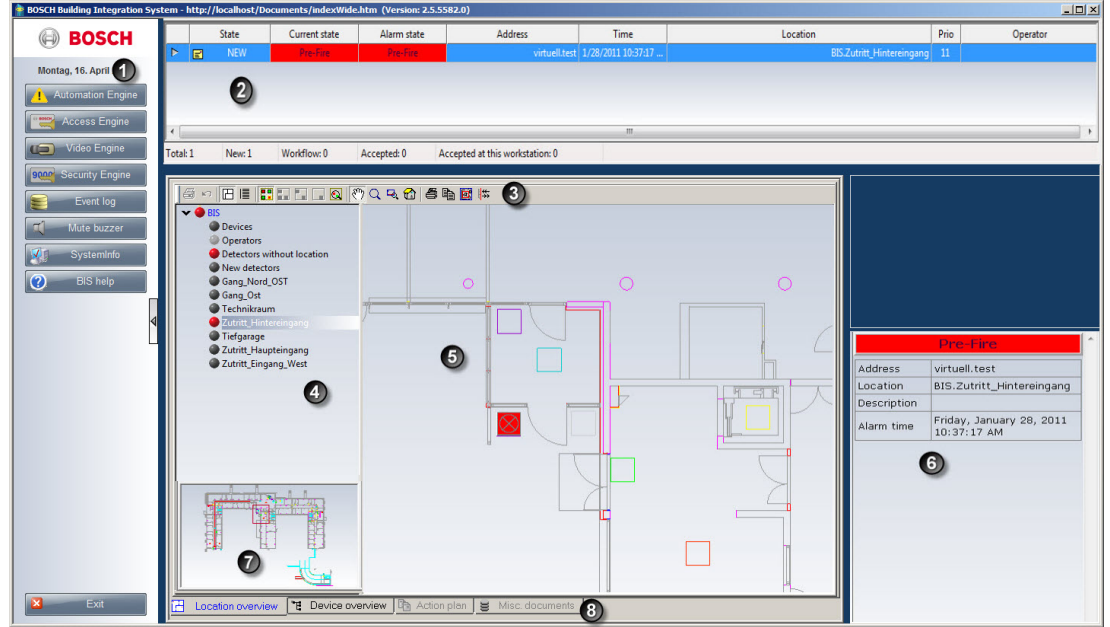 BOSCH Building Integration System - http://localhost/Documents/indexWide.htm (Version: 2.5.5582.0)
BOSCH
Montag, 16. April
1
Automation Engine
Access Engine
Video Engine
9000 Security Engine
Event log
Mute buzzer
SystemInfo
BIS help
Exit
State Current state Alarm state Address Time Location Prio Operator
NEW Pre-Fire Pre-Fire virtuell.test 1/28/2011 10:37:17 ... BIS.Zutritt_Hintereingang 11
2
Total: 1 New: 1 Workflow: 0 Accepted: 0 Accepted at this workstation: 0
3
BIS
Devices
Operators
Detectors without location
New detectors
Gang_Nord_OST
Gang_Ost
Technikraum
Zutritt_Hintereingang
Tiefgarage
Zutritt_Haupteingang
Zutritt_Eingang_West
4
5
7
Location overview Device overview Action plan Misc. documents
8
Pre-Fire
Address virtuell.test
Location BIS.Zutritt_Hintereingang
Description
Alarm time Friday, January 28, 2011
10:37:17 AM
6